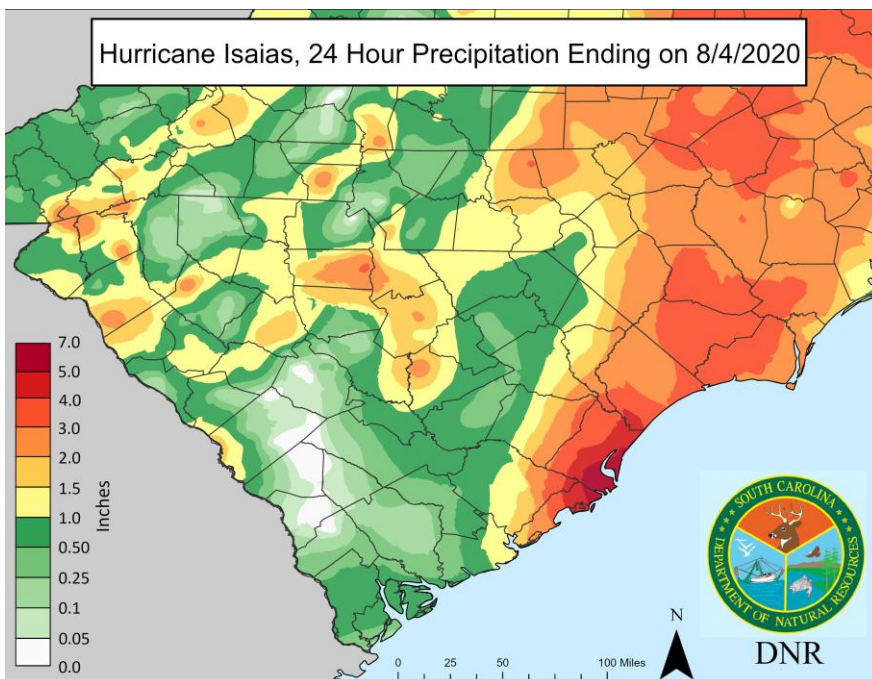 Hurricane Isaias, 24 Hour Precipitation Ending on 8/4/2020
7.0
5.0
4.0
3.0
2.0
1.5
1.0
0.50
0.25
0.1
0.05
0.0
Inches
SOUTH CAROLINA
DEPARTMENT OF NATURAL RESOURCES
DNR
N
0 25 50 100 Miles